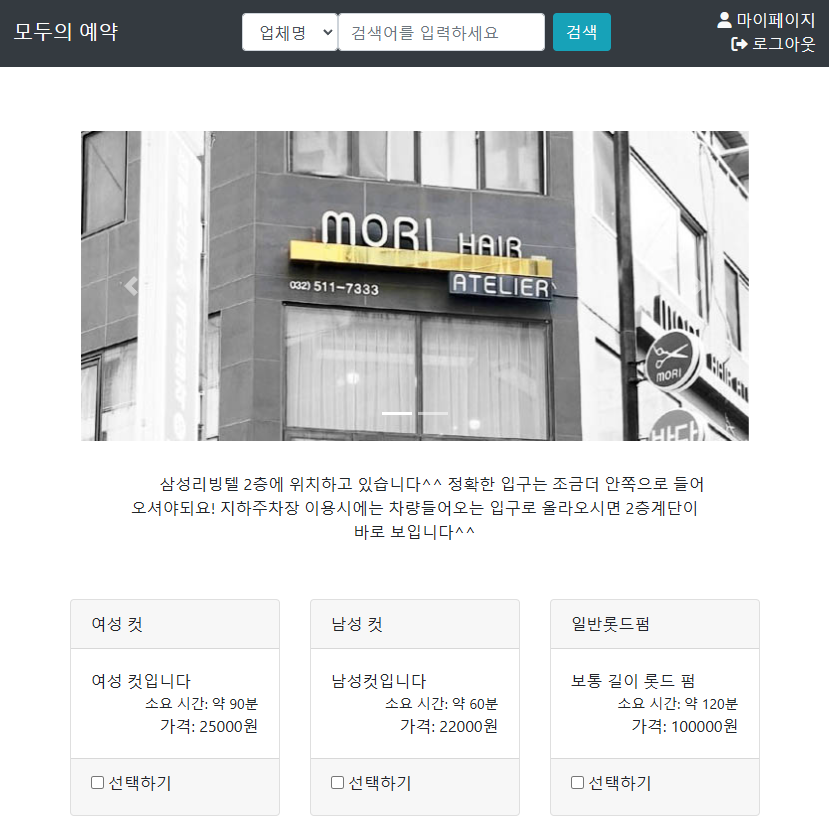 모두의 예약
업체명
검색어를 입력하세요
검색
마이페이지
로그아웃
MORI HAIR
032) 511-7333
ATELIER
MORI
MORI HAIR AT
바다
삼성리빙텔 2층에 위치하고 있습니다^^ 정확한 입구는 조금더 안쪽으로 들어
오셔야되요! 지하주차장 이용시에는 차량들어오는 입구로 올라오시면 2층계단이
바로 보입니다^^
여성 컷
여성 컷입니다
소요 시간: 약 90분
가격: 25000원
선택하기
남성 컷
남성컷입니다
소요 시간: 약 60분
가격: 22000원
선택하기
일반롯드펌
보통 길이 롯드 펌
소요 시간: 약 120분
가격: 100000원
선택하기